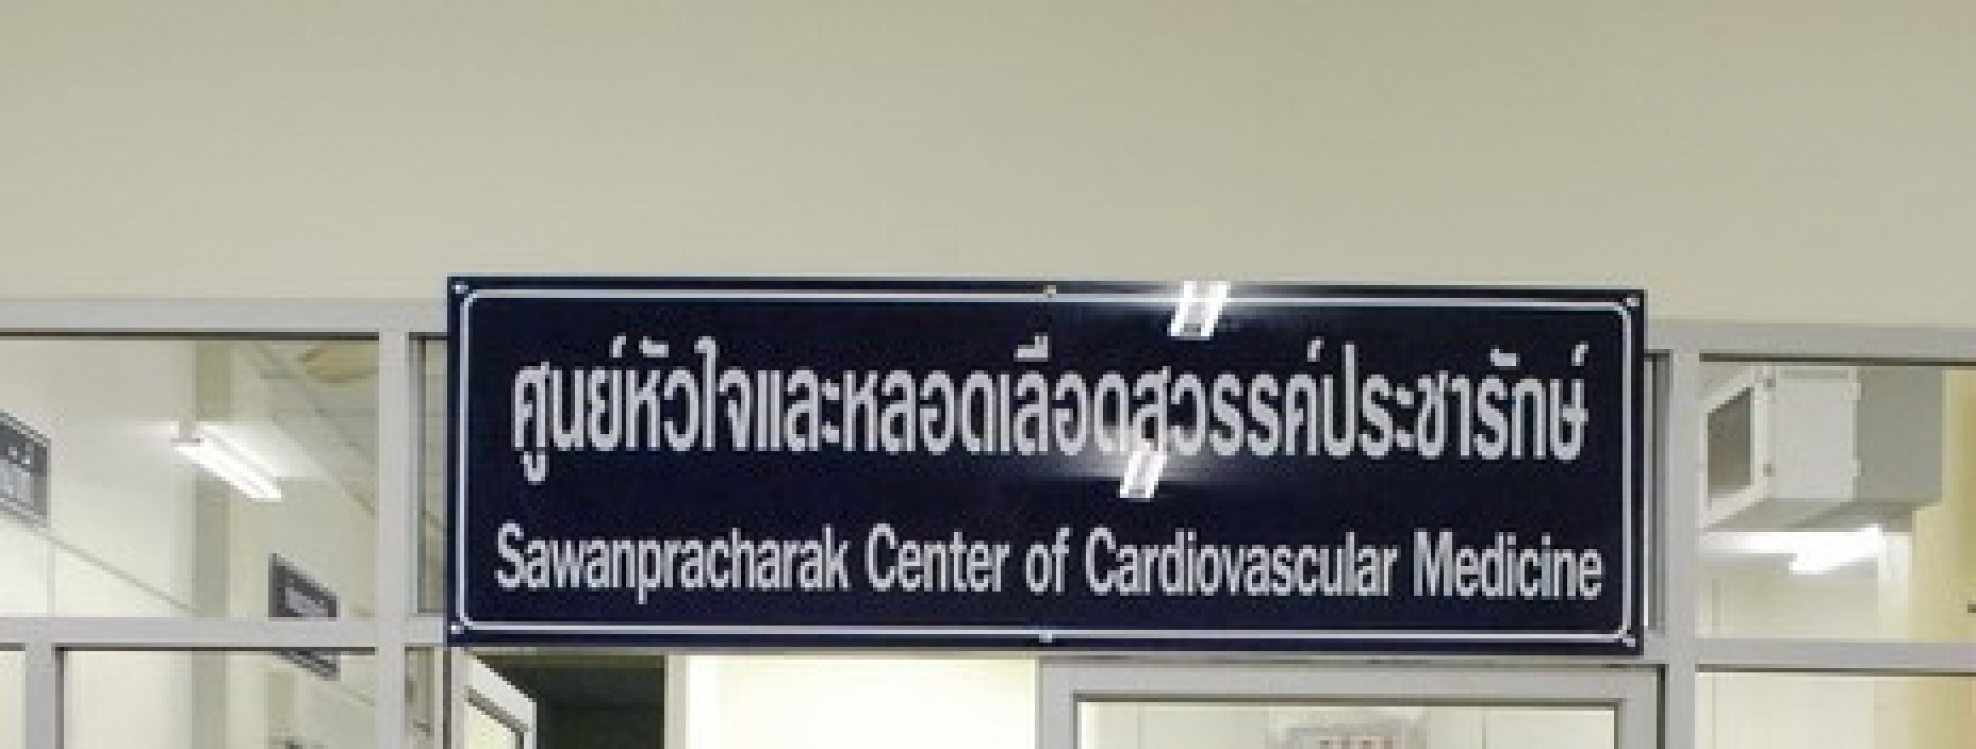 ศูนย์หัวใจและหลอดเลือดสวรรค์ประชารักษ์
Sawanpracharak Center of Cardiovascular Medicine